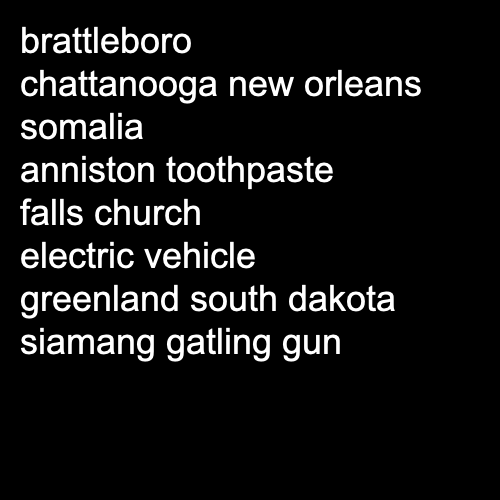 brattleboro
chattanooga new orleans
somalia
anniston toothpaste
falls church
electric vehicle
greenland south dakota
siamang gatling gun